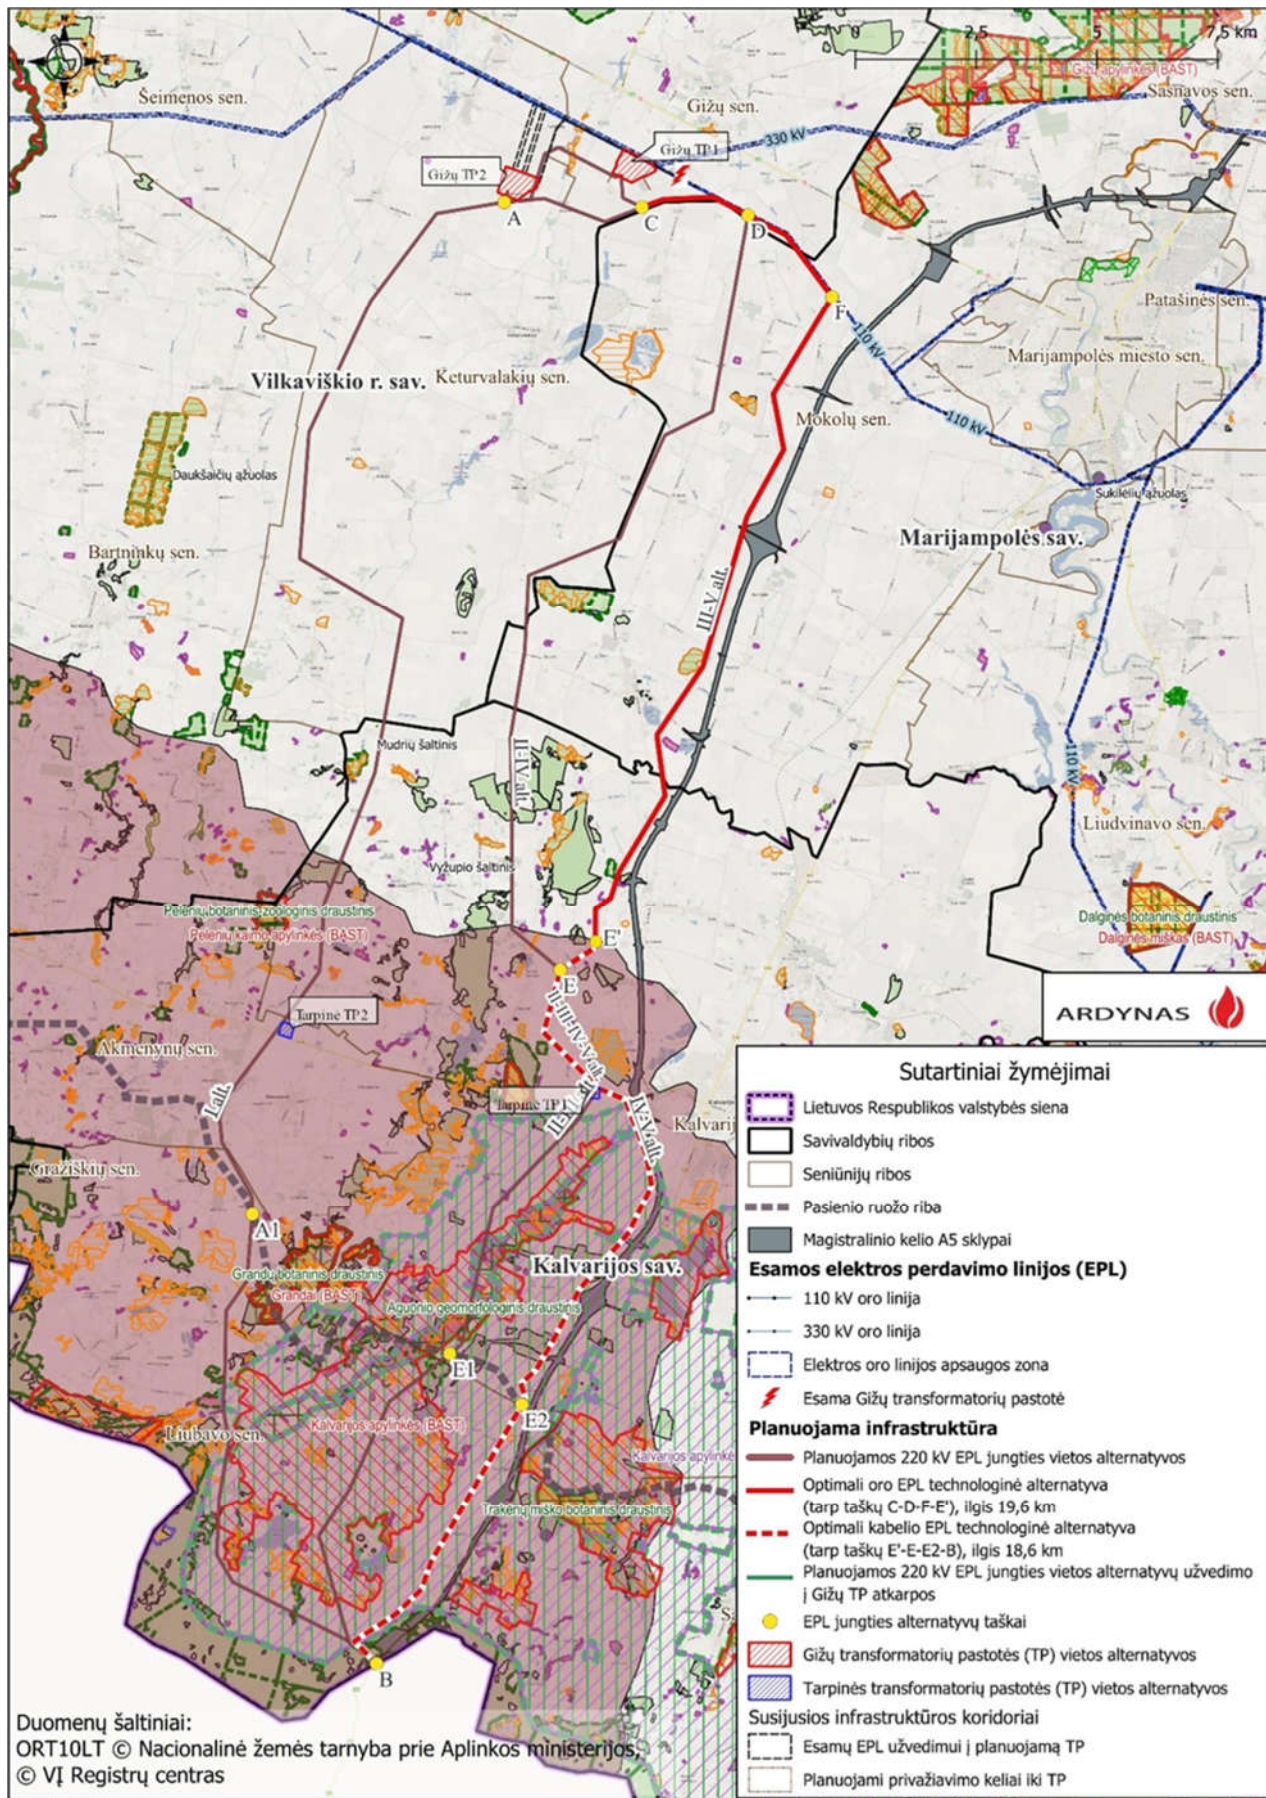 0 2,5 5 7,5 km
Gižų apylinkės (BAST)
Šeimenos sen.
Gižų sen.
Sasnavos sen.
330 kV
Gižų TP1
Gižų TP2
A
C
D
F
Patašinės sen.
110 kV
Marijampolės miesto sen.
Vilkaviškio r. sav.
Keturvalakių sen.
Mokolų sen.
110 kV
Daukšaičių ąžuolas
Sukilėlių ąžuolas
Bartninkų sen.
Marijampolės sav.
III-V alt.
Mudrių šaltinis
II-IV alt.
110 kV
Liudvinavo sen.
Vyžupio šaltinis
Pelenių botaninis-zoologinis draustinis
Pelenių kaimo apylinkės (BAST)
Dalginės botaninis draustinis
Dalginės miškas (BAST)
E'
E
Tarpinė TP2
ARDYNAS
Akmenynų sen.
II-III-IV-V alt.
I alt.
Tarpinė TP1
IV-V alt.
Kalvarij
Gražiškių sen.
A1
Grandų botaninis draustinis
Grandai (BAST)
Kalvarijos sav.
Aquonio geomorfologinis draustinis
E1
E2
Liubavo sen.
Kalvarijos apylinkės (BAST)
Kalvarijos apylinkė
Trakėnų miško botaninis draustinis
B
Duomenų šaltiniai:
ORT10LT © Nacionalinė žemės tarnyba prie Aplinkos ministerijos,
© VĮ Registrų centras
Sutartiniai žymėjimai
Lietuvos Respublikos valstybės siena
Savivaldybių ribos
Seniūnijų ribos
Pasienio ruožo riba
Magistralinio kelio A5 sklypai
Esamos elektros perdavimo linijos (EPL)
110 kV oro linija
330 kV oro linija
Elektros oro linijos apsaugos zona
Esama Gižų transformatorių pastotė
Planuojama infrastruktūra
Planuojamos 220 kV EPL jungties vietos alternatyvos
Optimali oro EPL technologinė alternatyva
(tarp taškų C-D-F-E'), ilgis 19,6 km
Optimali kabelio EPL technologinė alternatyva
(tarp taškų E'-E-E2-B), ilgis 18,6 km
Planuojamos 220 kV EPL jungties vietos alternatyvų užvedimo
į Gižų TP atkarpos
EPL jungties alternatyvų taškai
Gižų transformatorių pastotės (TP) vietos alternatyvos
Tarpinės transformatorių pastotės (TP) vietos alternatyvos
Susijusios infrastruktūros koridoriai
Esamų EPL užvedimui į planuojamą TP
Planuojami privažiavimo keliai iki TP